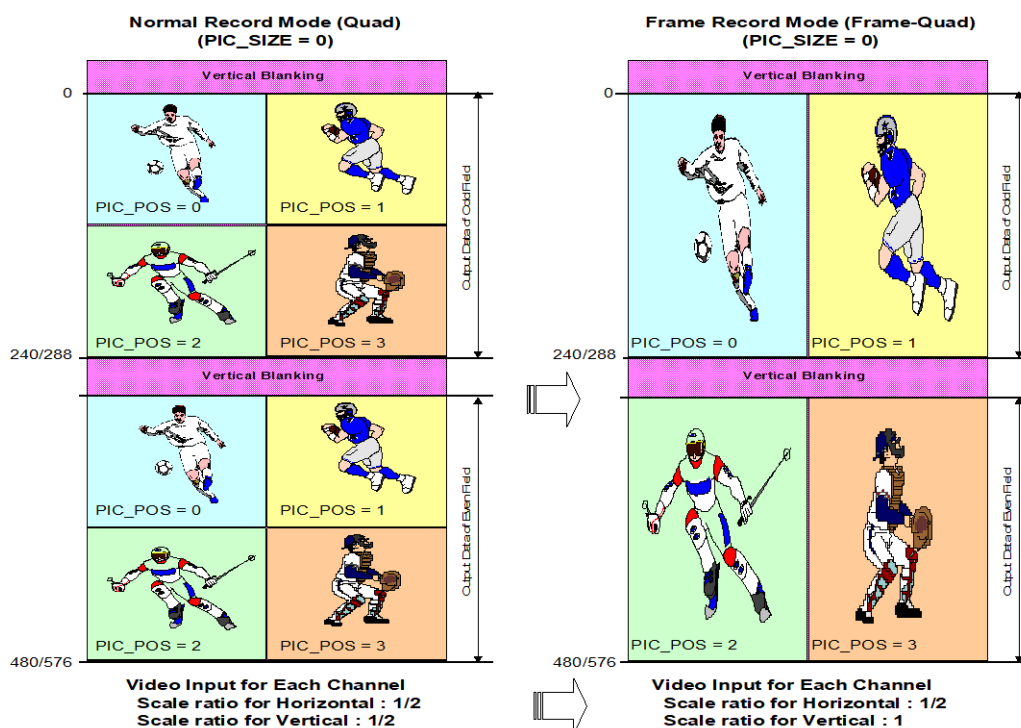 Normal Record Mode (Quad)
(PIC_SIZE = 0)
Vertical Blanking
0
PIC_POS = 0
PIC_POS = 1
PIC_POS = 2
PIC_POS = 3
Output Data of Odd Field
240/288
Vertical Blanking
PIC_POS = 0
PIC_POS = 1
PIC_POS = 2
PIC_POS = 3
Output Data of Even Field
480/576
Video Input for Each Channel
Scale ratio for Horizontal : 1/2
Scale ratio for Vertical : 1/2
Frame Record Mode (Frame-Quad)
(PIC_SIZE = 0)
Vertical Blanking
0
PIC_POS = 0
PIC_POS = 1
Output Data of Odd Field
240/288
Vertical Blanking
PIC_POS = 2
PIC_POS = 3
Output Data of Even Field
480/576
Video Input for Each Channel
Scale ratio for Horizontal : 1/2
Scale ratio for Vertical : 1